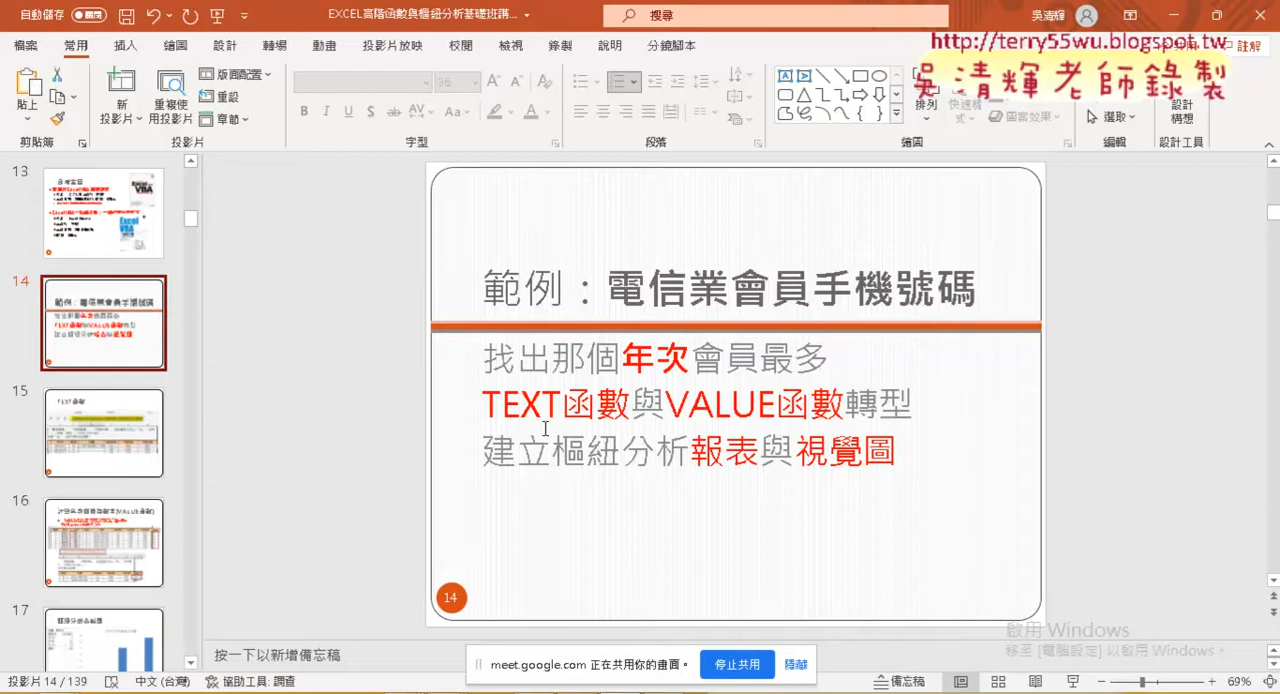 自動儲存 關閉 EXCEL高階函數與樞紐分析基礎班講... 搜尋 吳清輝
檔案 常用 插入 繪圖 設計 轉場 動畫 投影片放映 校閱 檢視 錄製 說明 分鏡腳本 註解
http://terry55wu.blogspot.tw
吳清輝老師錄製
貼上 新投影片 重複使用投影片 版面配置 重設 章節 36 排列 快速樣式 圖案效果 選取 設計構想
剪貼簿 投影片 字型 段落 繪圖 編輯 設計工具
13
14
15
TEXT函數
16
17
範例：電信業會員手機號碼
找出那個年次會員最多
TEXT函數與VALUE函數轉型
建立樞紐分析報表與視覺圖
14
啟用 Windows
移至 [電腦設定] 以啟用 Windows。
按一下以新增備忘稿
meet.google.com 正在共用你的畫面。 停止共用 隱藏
投影片 14 / 139 中文 (台灣) 協助工具: 調查 備忘稿 69%